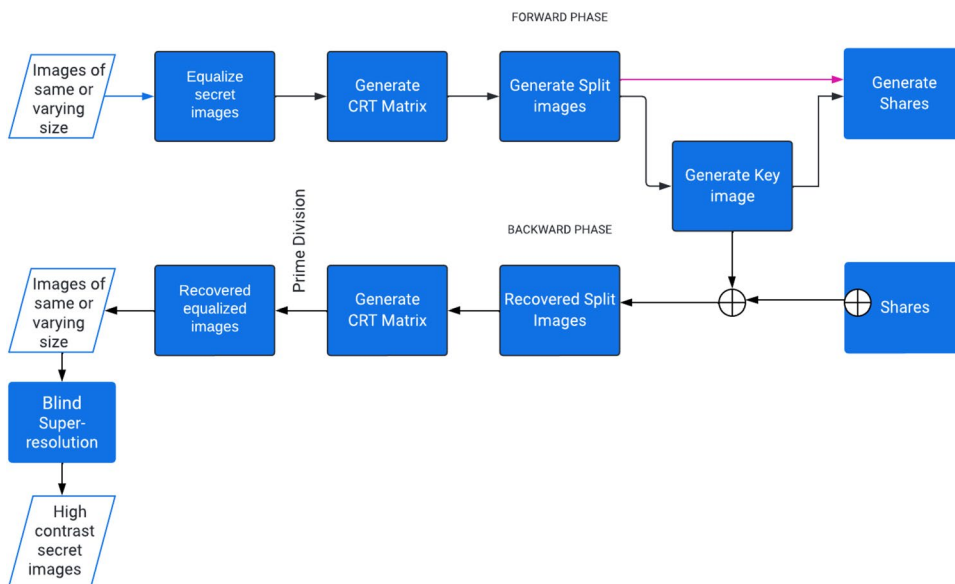 FORWARD PHASE
Images of
same or
varying
size
Equalize
secret
images
Generate
CRT Matrix
Generate Split
images
Generate
Shares
Generate Key
image
Prime Division
BACKWARD PHASE
Images of
same or
varying
size
Recovered
equalized
images
Generate
CRT Matrix
Recovered Split
Images
Shares
Blind
Super-
resolution
High
contrast
secret
images